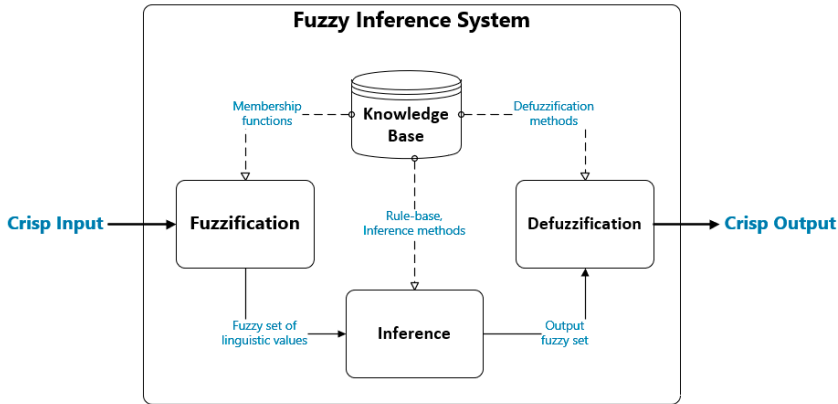 Fuzzy Inference System
Membership
functions
Knowledge
Base
Defuzzification
methods
Crisp Input
Fuzzification
Rule-base,
Inference methods
Defuzzification
Crisp Output
Fuzzy set of
linguistic values
Inference
Output
fuzzy set